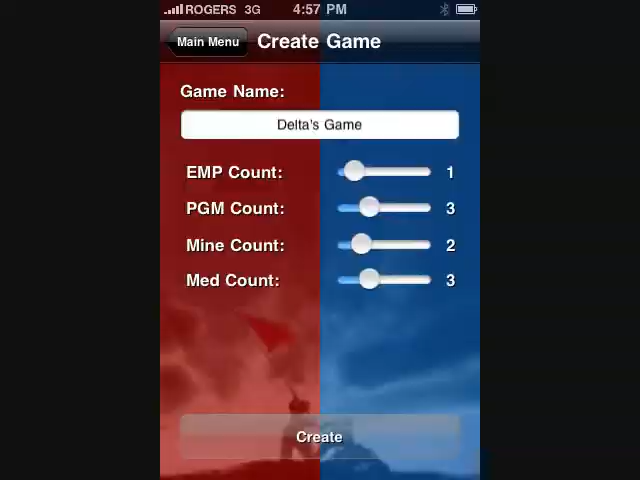 ROGERS 3G 4:57 PM
Main Menu Create Game
Game Name:
Delta's Game
EMP Count: 1
PGM Count: 3
Mine Count: 2
Med Count: 3
Create